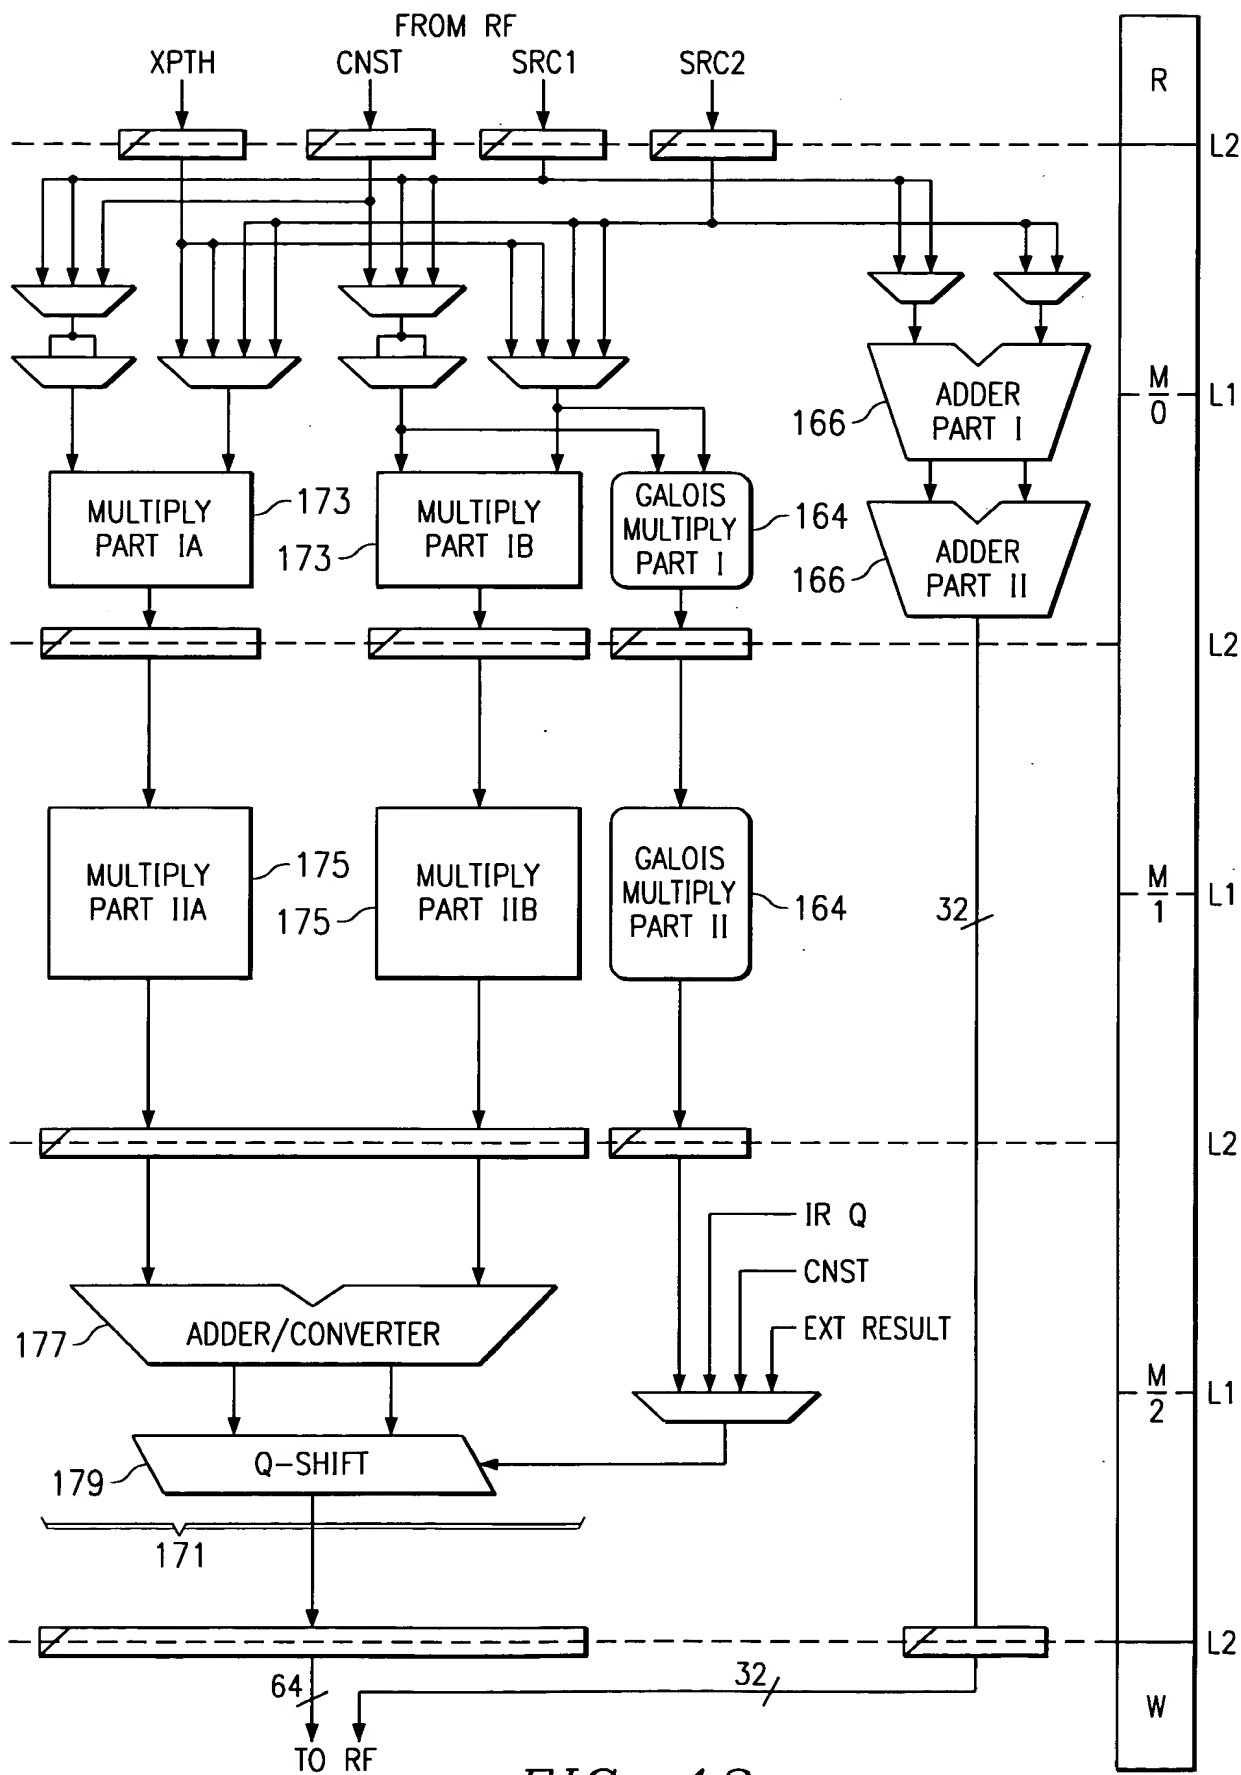 FROM RF
XPTH CNST SRC1 SRC2
R
L2
M
0
L1
ADDER
PART I
166
MULTIPLY
PART IA
173
MULTIPLY
PART IB
173
GALOIS
MULTIPLY
PART I
164
ADDER
PART II
166
L2
MULTIPLY
PART IIA
175
MULTIPLY
PART IIB
175
GALOIS
MULTIPLY
PART II
164
32
M
1
L1
L2
IR Q
CNST
EXT RESULT
ADDER/CONVERTER
177
M
2
L1
Q-SHIFT
179
171
L2
64
32
W
TO RF